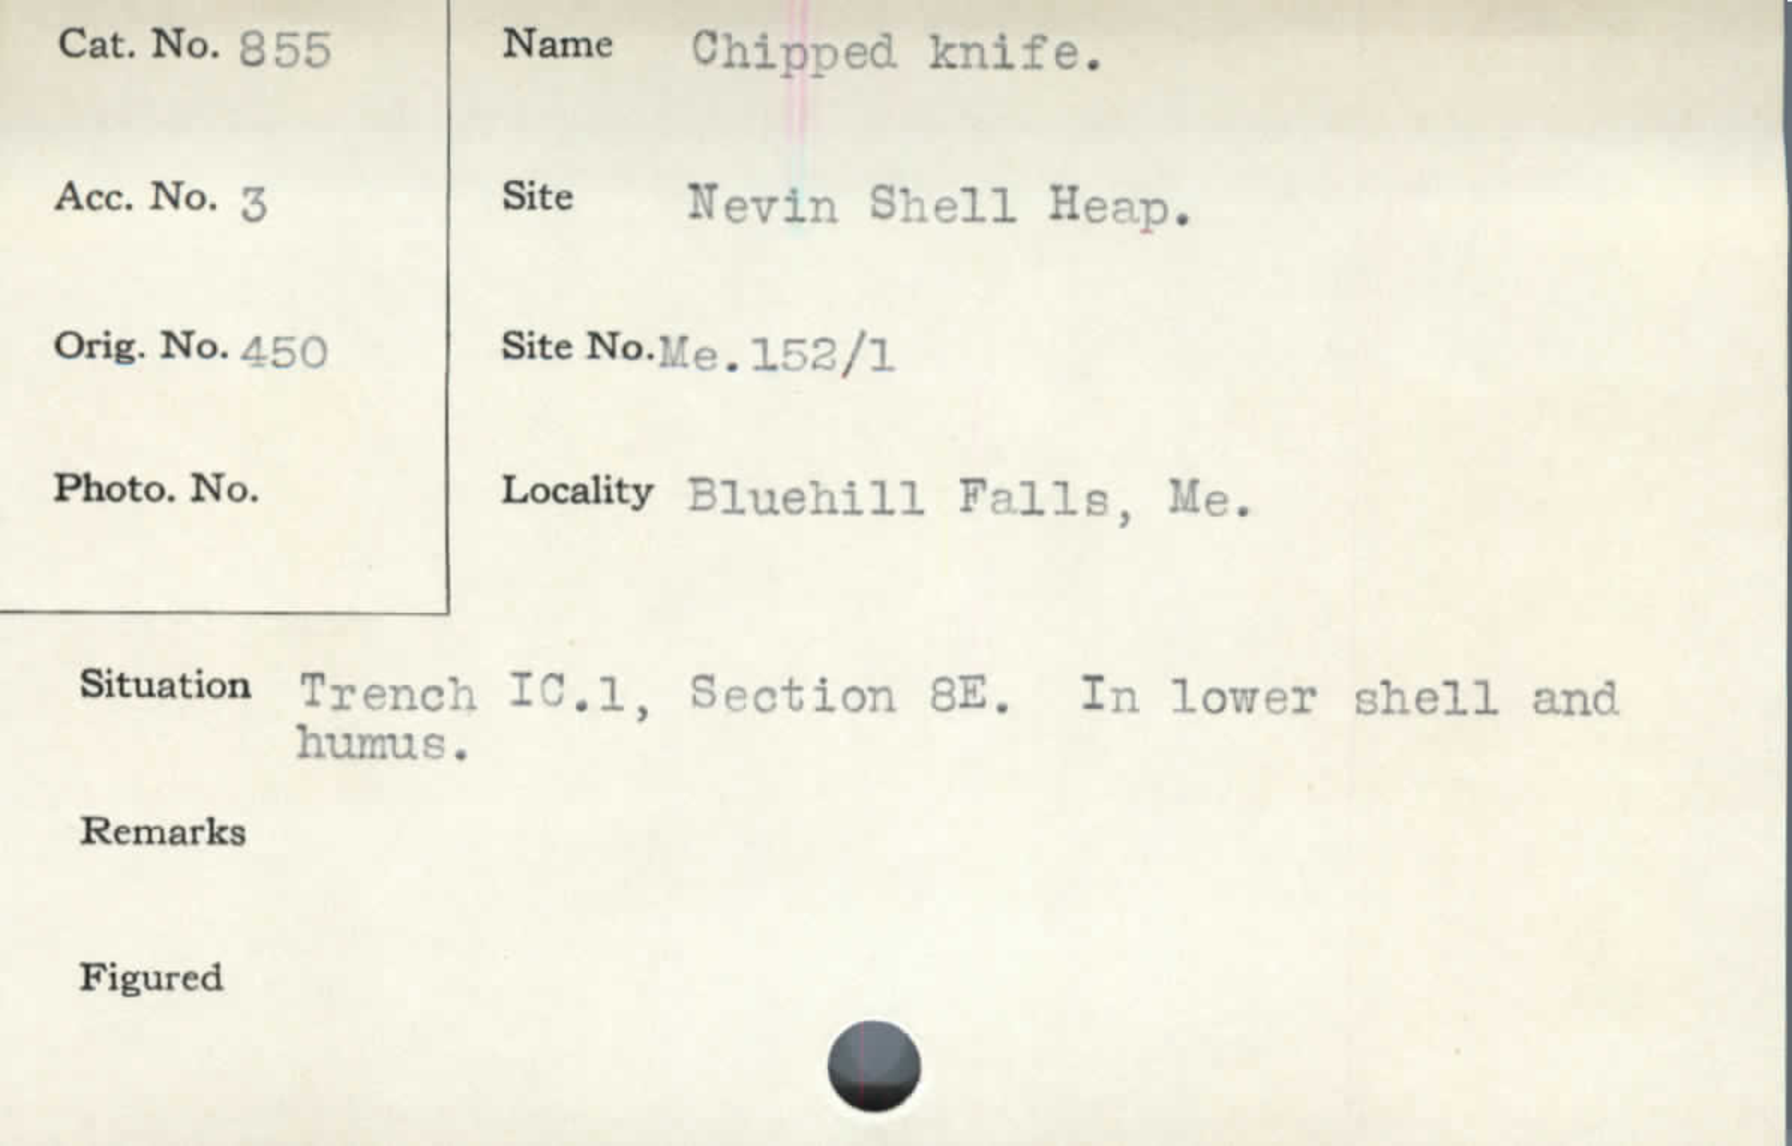 Cat. No. 855
Name Chipped knife.
Acc. No. 3
Site Nevin Shell Heap.
Orig. No. 450
Site No. Me.152/1
Photo. No.
Locality Bluehill Falls, Me.
Situation Trench IC.1, Section 8E. In lower shell and
humus.
Remarks
Figured